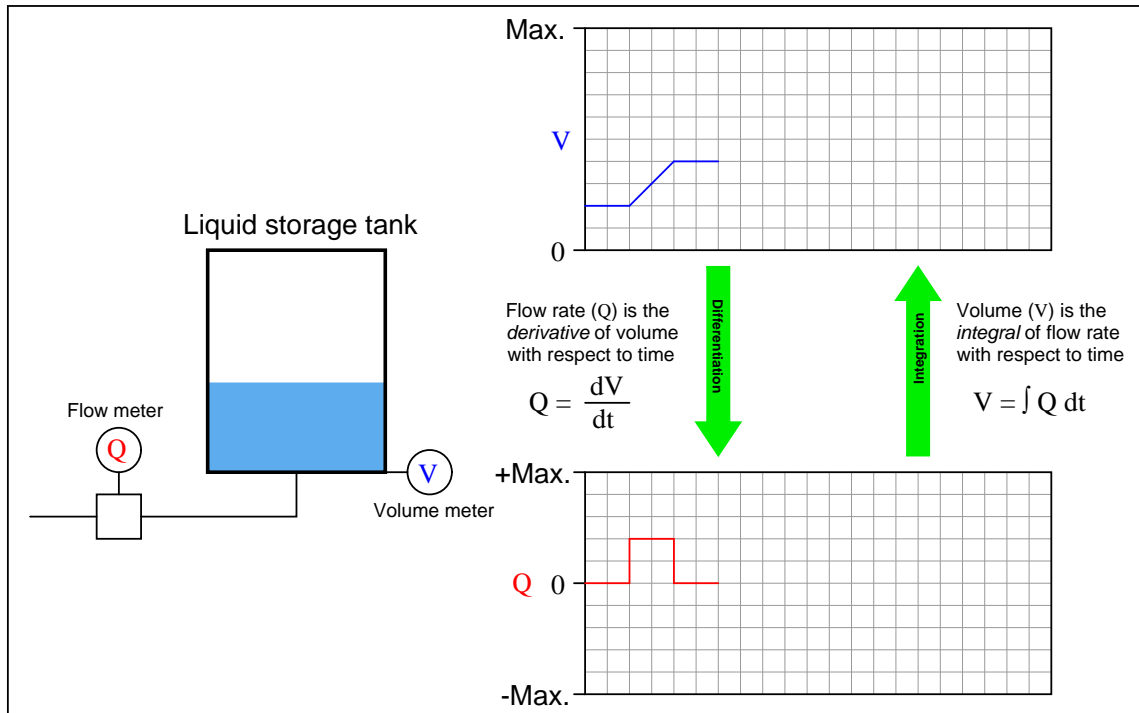 Liquid storage tank
Flow meter
Q
V
Volume meter
Max.
V
0
Flow rate (Q) is the
derivative of volume
with respect to time
Q = dV/dt
Differentiation
Integration
Volume (V) is the
integral of flow rate
with respect to time
V = ∫ Q dt
+Max.
Q 0
-Max.